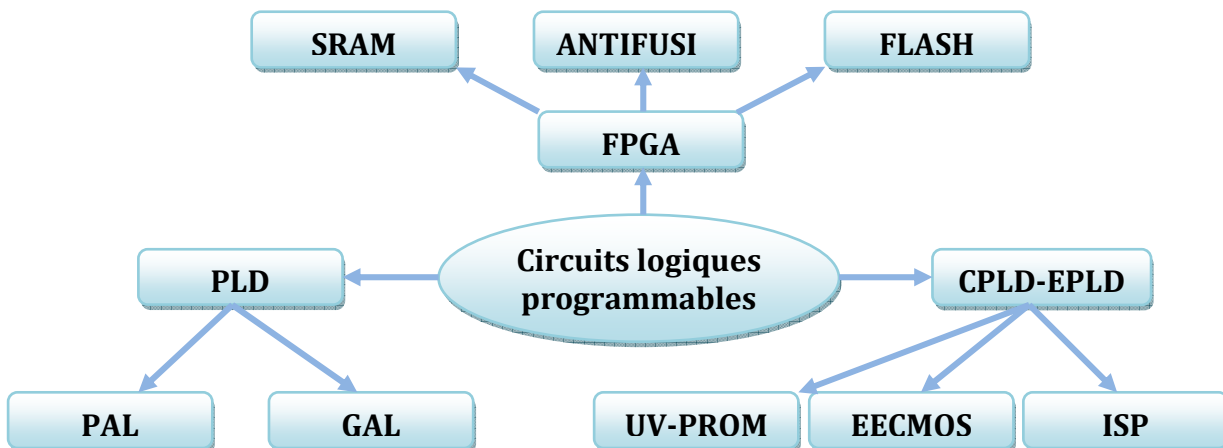 SRAM
ANTIFUSI
FLASH
FPGA
Circuits logiques
programmables
PLD
CPLD-EPLD
PAL
GAL
UV-PROM
EECMOS
ISP